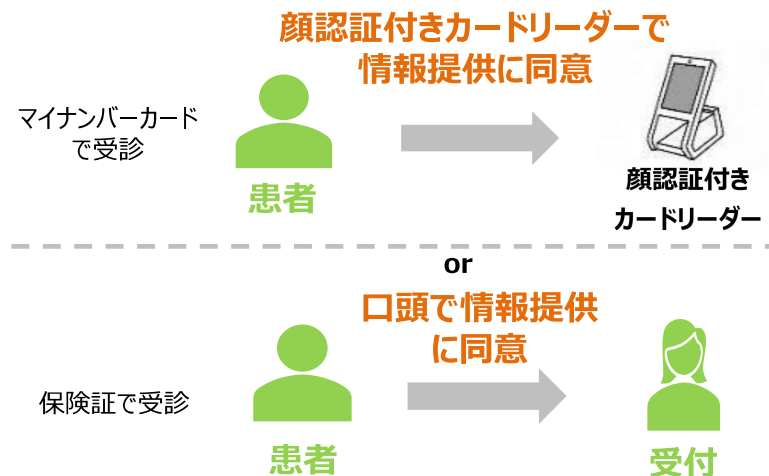 顔認証付きカードリーダーで
情報提供に同意
マイナンバーカード
で受診
患者
顔認証付き
カードリーダー
or
口頭で情報提供
に同意
保険証で受診
患者
受付